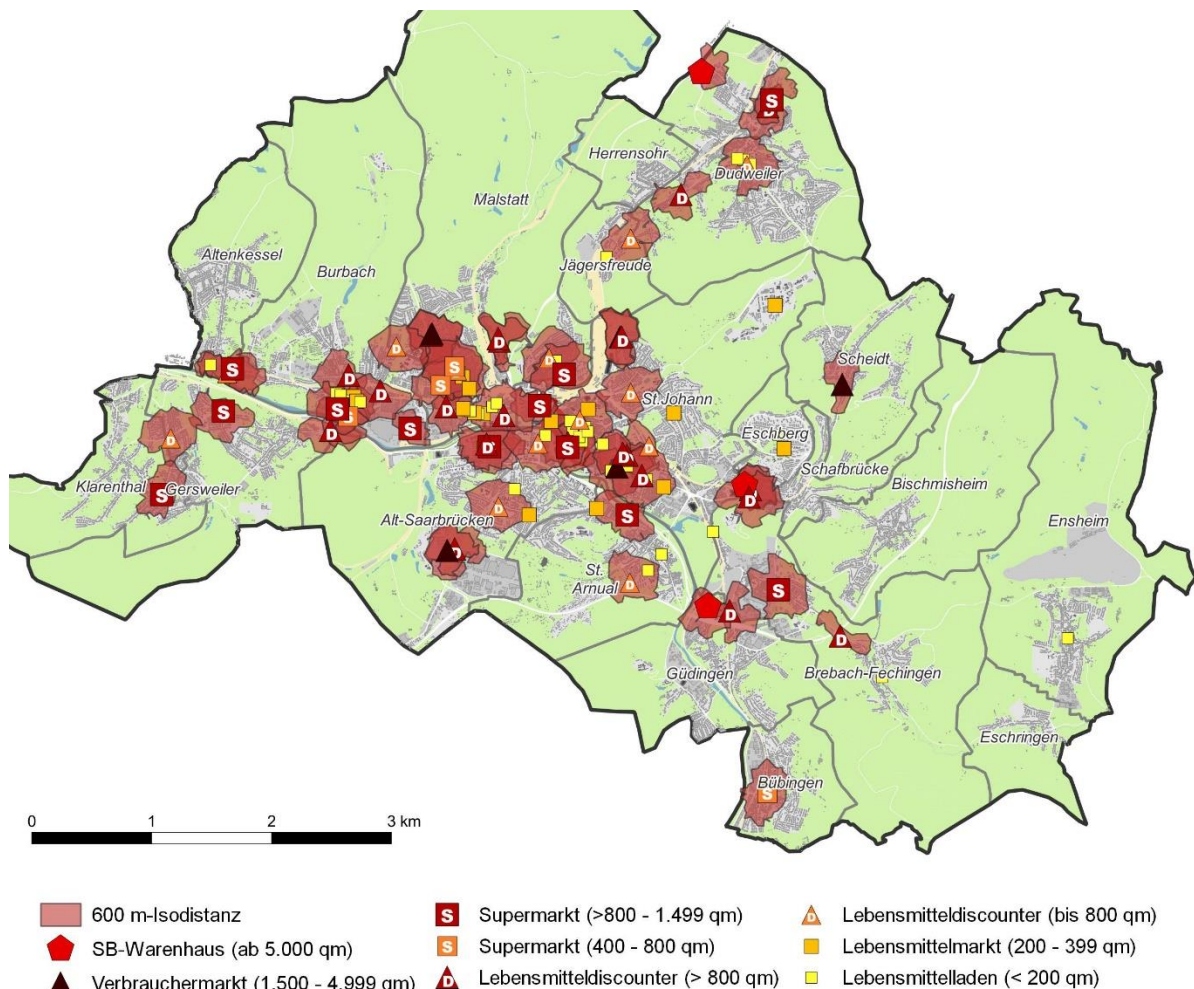 Herrensohr
Dudweiler
Malstatt
Jägersfreude
Altenkessel
Burbach
Scheidt
St.Johann
Eschberg
Schafbrücke
Bischmisheim
Klarenthal
Gersweiler
Alt-Saarbrücken
Ensheim
St.
Arnual
Güdingen
Brebach-Fechingen
Eschringen
Bübingen
0 1 2 3 km
600 m-Isodistanz
SB-Warenhaus (ab 5.000 qm)
Verbrauchermarkt (1.500 - 4.999 qm)
S Supermarkt (>800 - 1.499 qm)
S Supermarkt (400 - 800 qm)
D Lebensmitteldiscounter (> 800 qm)
D Lebensmitteldiscounter (bis 800 qm)
Lebensmittelmarkt (200 - 399 qm)
Lebensmittelladen (< 200 qm)